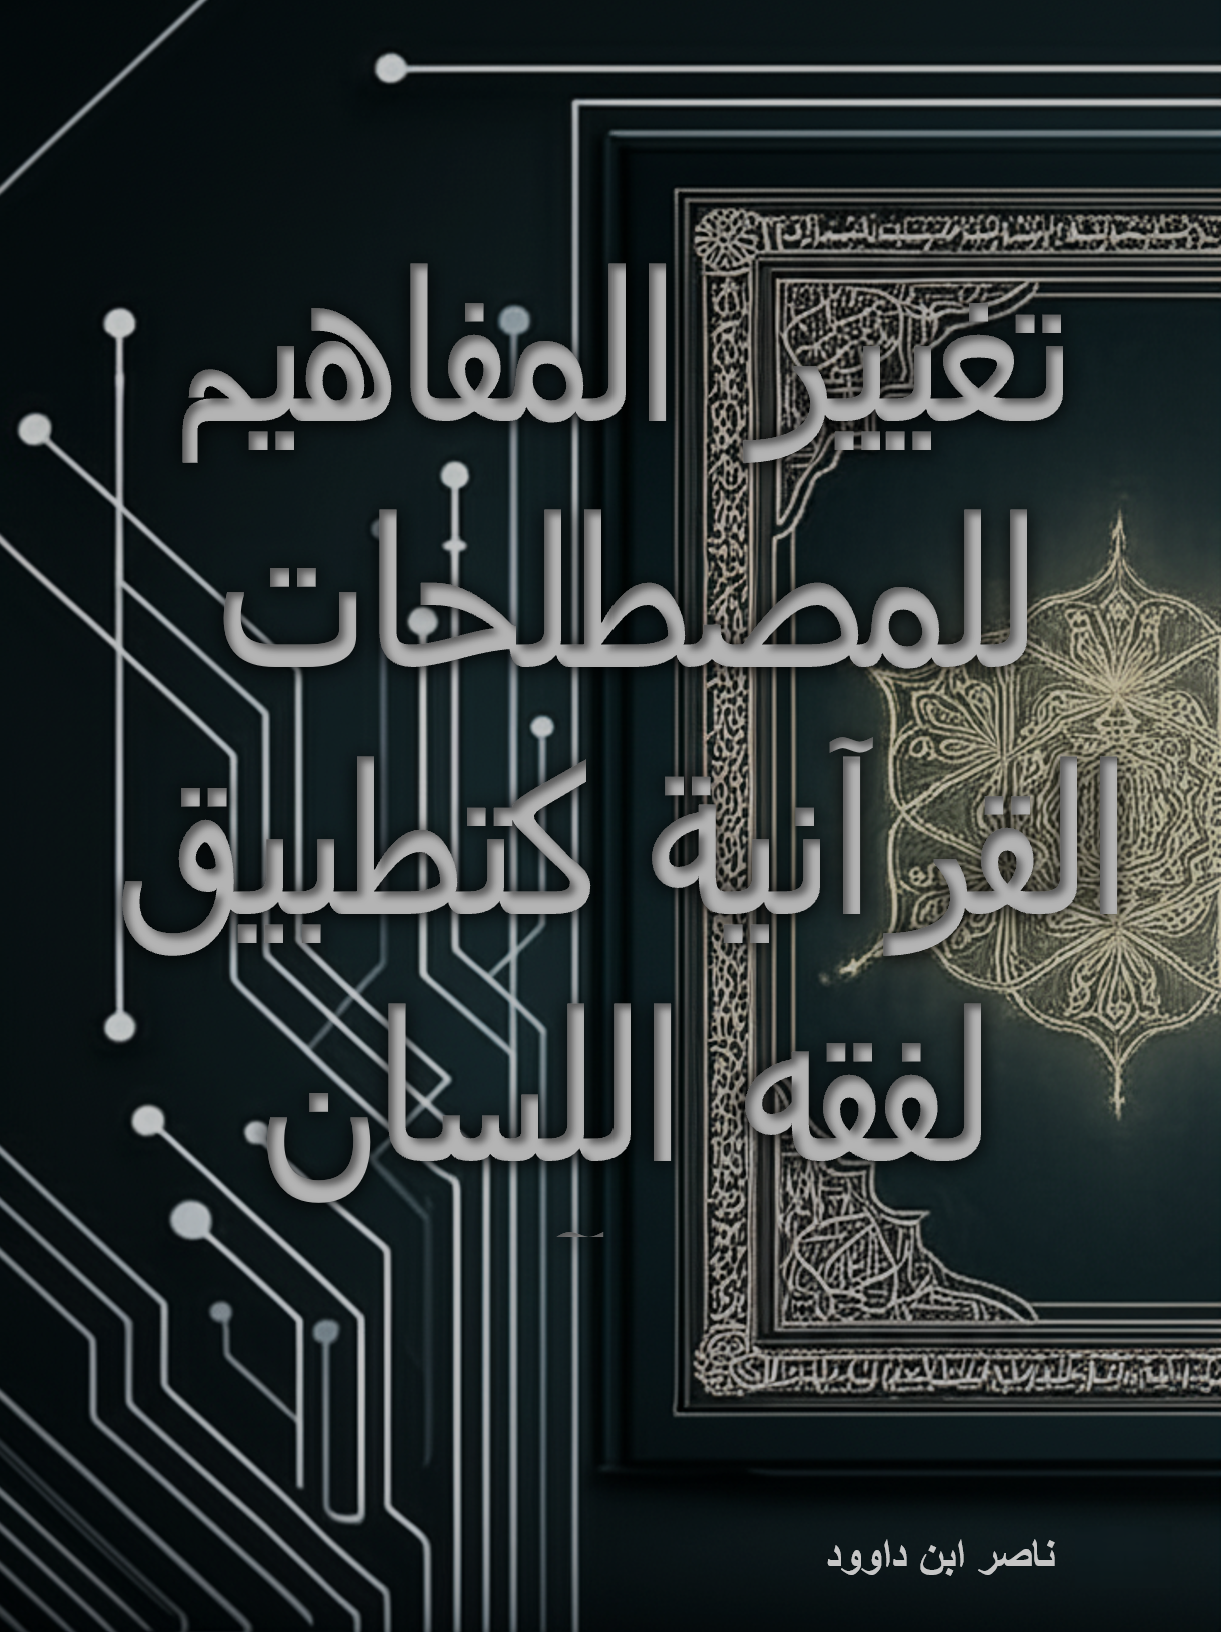 تغيير المفاهيم
للمصطلحات
القرآنية كتطبيق
لفقه اللسان
ناصر ابن داوود